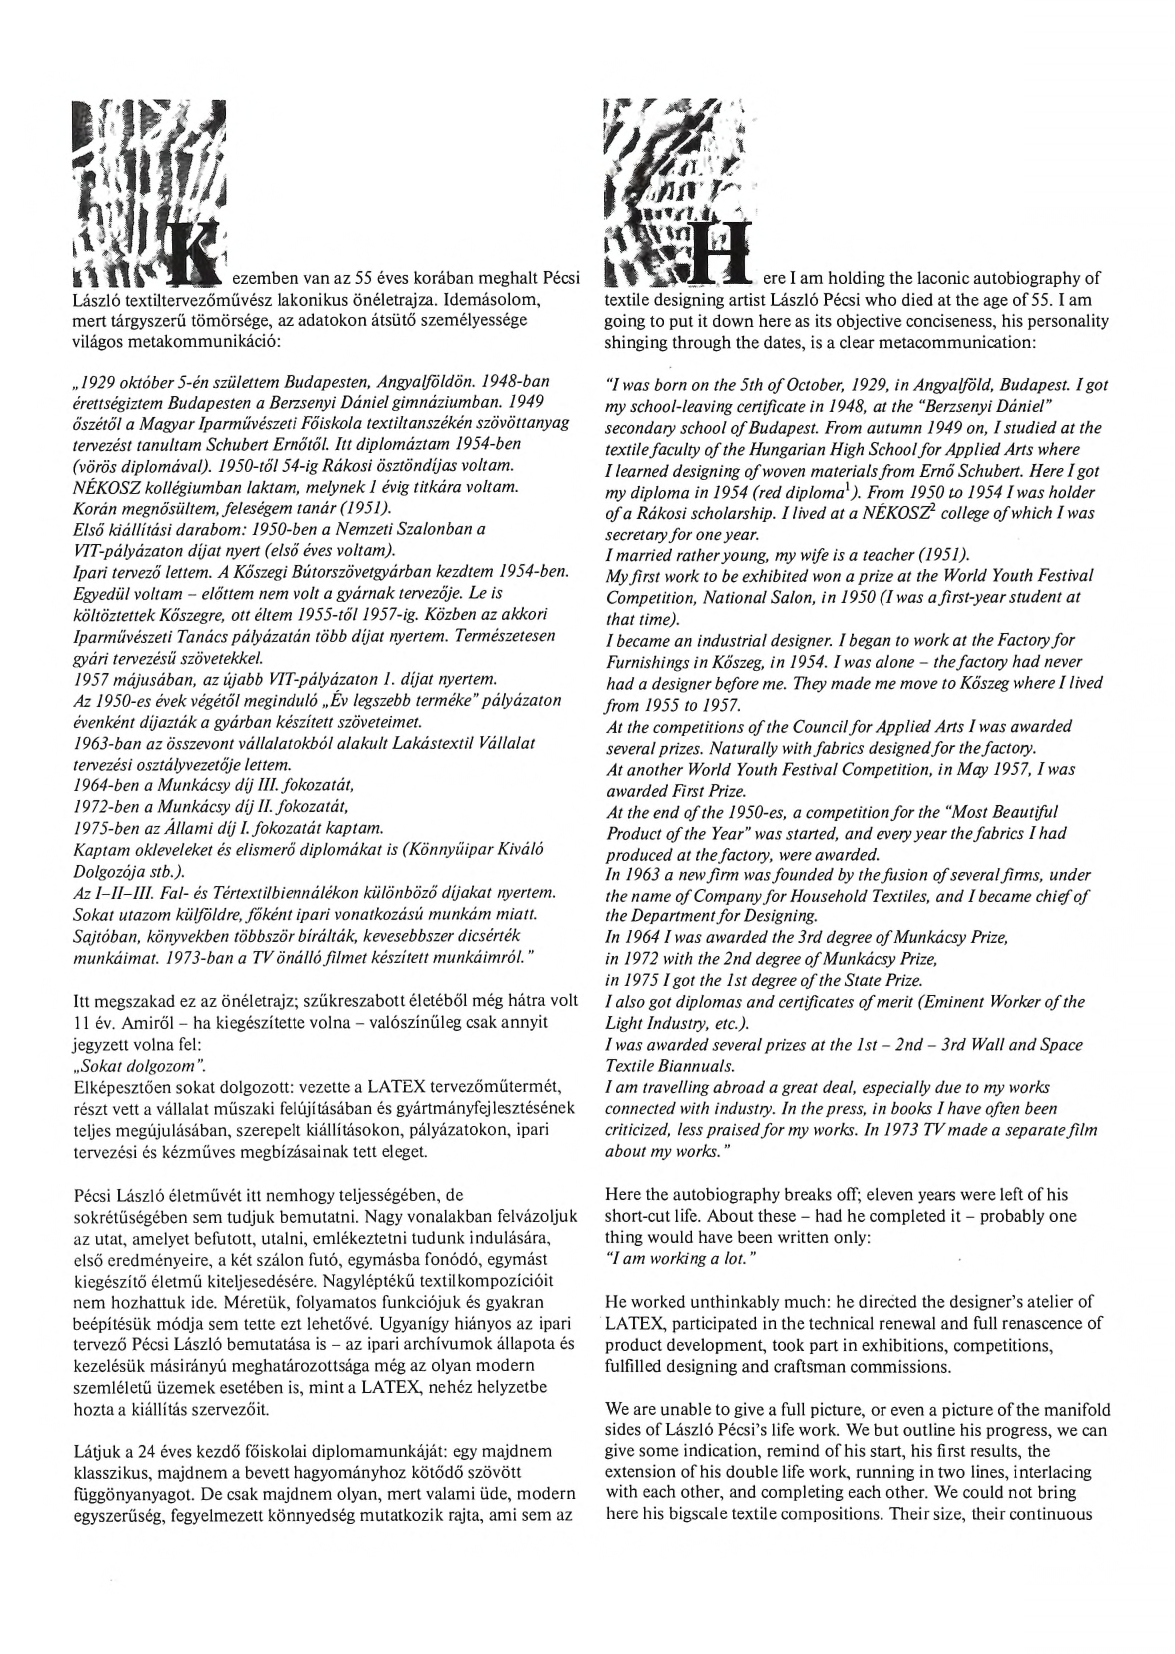 Kezemben van az 55 éves korában meghalt Pécsi
László textiltervezőművész lakonikus önéletrajza. Idemásolom,
mert tárgyszerű tömörsége, az adatokon átsütő személyessége
világos metakommunikáció:
„1929 október 5-én születtem Budapesten, Angyalföldön. 1948-ban
érettségiztem Budapesten a Berzsenyi Dániel gimnáziumban. 1949
őszétől a Magyar Iparművészeti Főiskola textiltanszékén szövöttanyag
tervezést tanultam Schubert Ernőtől. Itt diplomáztam 1954-ben
(vörös diplomával). 1950-től 54-ig Rákosi ösztöndíjas voltam.
NÉKOSZ kollégiumban laktam, melynek 1 évig titkára voltam.
Korán megnősültem, feleségem tanár (1951).
Első kiállítási darabom: 1950-ben a Nemzeti Szalonban a
VIT-pályázaton díjat nyert (első éves voltam).
Ipari tervező lettem. A Kőszegi Bútorszövetgyárban kezdtem 1954-ben.
Egyedül voltam – előttem nem volt a gyárnak tervezője. Le is
költöztettek Kőszegre, ott éltem 1955-től 1957-ig. Közben az akkori
Iparművészeti Tanács pályázatán több díjat nyertem. Természetesen
gyári tervezésű szövetekkel.
1957 májusában, az újabb VIT-pályázaton 1. díjat nyertem.
Az 1950-es évek végétől meginduló „Év legszebb terméke” pályázaton
évenként díjazták a gyárban készített szöveteimet.
1963-ban az összevont vállalatokból alakult Lakástextil Vállalat
tervezési osztályvezetője lettem.
1964-ben a Munkácsy díj III. fokozatát,
1972-ben a Munkácsy díj II. fokozatát,
1975-ben az Állami díj I. fokozatát kaptam.
Kaptam okleveleket és elismerő diplomákat is (Könnyűipar Kiváló
Dolgozója stb.).
Az I–II–III. Fal- és Tértextilbiennálékon különböző díjakat nyertem.
Sokat utazom külföldre, főként ipari vonatkozású munkám miatt.
Sajtóban, könyvekben többször bírálták, kevesebbszer dicsérték
munkáimat. 1973-ban a TV önálló filmet készített munkáimról.”
Itt megszakad ez az önéletrajz; szűkreszabott életéből még hátra volt
11 év. Amiről – ha kiegészítette volna – valószínűleg csak annyit
jegyzett volna fel:
„Sokat dolgozom”.
Elképesztően sokat dolgozott: vezette a LATEX tervezőműtermét,
részt vett a vállalat műszaki felújításában és gyártmányfejlesztésének
teljes megújulásában, szerepelt kiállításokon, pályázatokon, ipari
tervezési és kézműves megbízásainak tett eleget.
Pécsi László életművét itt nemhogy teljességében, de
sokrétűségében sem tudjuk bemutatni. Nagy vonalakban felvázoljuk
az utat, amelyet befutott, utalni, emlékeztetni tudunk indulására,
első eredményeire, a két szálon futó, egymásba fonódó, egymást
kiegészítő életmű kiteljesedésére. Nagyléptékű textilkompozícióit
nem hozhattuk ide. Méretük, folyamatos funkciójuk és gyakran
beépítésük módja sem tette ezt lehetővé. Ugyanígy hiányos az ipari
tervező Pécsi László bemutatása is – az ipari archívumok állapota és
kezelésük másirányú meghatározottsága még az olyan modern
szemléletű üzemek esetében is, mint a LATEX, nehéz helyzetbe
hozta a kiállítás szervezőit.
Látjuk a 24 éves kezdő főiskolai diplomamunkáját: egy majdnem
klasszikus, majdnem a bevett hagyományhoz kötődő szövött
függönyanyagot. De csak majdnem olyan, mert valami üde, modern
egyszerűség, fegyelmezett könnyedség mutatkozik rajta, ami sem az
Here I am holding the laconic autobiography of
textile designing artist László Pécsi who died at the age of 55. I am
going to put it down here as its objective conciseness, his personality
shinging through the dates, is a clear metacommunication:
“I was born on the 5th of October, 1929, in Angyalföld, Budapest. I got
my school-leaving certificate in 1948, at the “Berzsenyi Dániel”
secondary school of Budapest. From autumn 1949 on, I studied at the
textile faculty of the Hungarian High School for Applied Arts where
I learned designing of woven materials from Ernő Schubert. Here I got
my diploma in 1954 (red diploma¹). From 1950 to 1954 I was holder
of a Rákosi scholarship. I lived at a NÉKOSZ² college of which I was
secretary for one year.
I married rather young, my wife is a teacher (1951).
My first work to be exhibited won a prize at the World Youth Festival
Competition, National Salon, in 1950 (I was a first-year student at
that time).
I became an industrial designer. I began to work at the Factory for
Furnishings in Kőszeg, in 1954. I was alone – the factory had never
had a designer before me. They made me move to Kőszeg where I lived
from 1955 to 1957.
At the competitions of the Council for Applied Arts I was awarded
several prizes. Naturally with fabrics designed for the factory.
At another World Youth Festival Competition, in May 1957, I was
awarded First Prize.
At the end of the 1950-es, a competition for the “Most Beautiful
Product of the Year” was started, and every year the fabrics I had
produced at the factory, were awarded.
In 1963 a new firm was founded by the fusion of several firms, under
the name of Company for Household Textiles, and I became chief of
the Department for Designing.
In 1964 I was awarded the 3rd degree of Munkácsy Prize,
in 1972 with the 2nd degree of Munkácsy Prize,
in 1975 I got the 1st degree of the State Prize.
I also got diplomas and certificates of merit (Eminent Worker of the
Light Industry, etc.).
I was awarded several prizes at the 1st – 2nd – 3rd Wall and Space
Textile Biannuals.
I am travelling abroad a great deal, especially due to my works
connected with industry. In the press, in books I have often been
criticized, less praised for my works. In 1973 TV made a separate film
about my works.”
Here the autobiography breaks off; eleven years were left of his
short-cut life. About these – had he completed it – probably one
thing would have been written only:
“I am working a lot.”
He worked unthinkably much: he directed the designer’s atelier of
LATEX, participated in the technical renewal and full renascence of
product development, took part in exhibitions, competitions,
fulfilled designing and craftsman commissions.
We are unable to give a full picture, or even a picture of the manifold
sides of László Pécsi’s life work. We but outline his progress, we can
give some indication, remind of his start, his first results, the
extension of his double life work, running in two lines, interlacing
with each other, and completing each other. We could not bring
here his bigscale textile compositions. Their size, their continuous